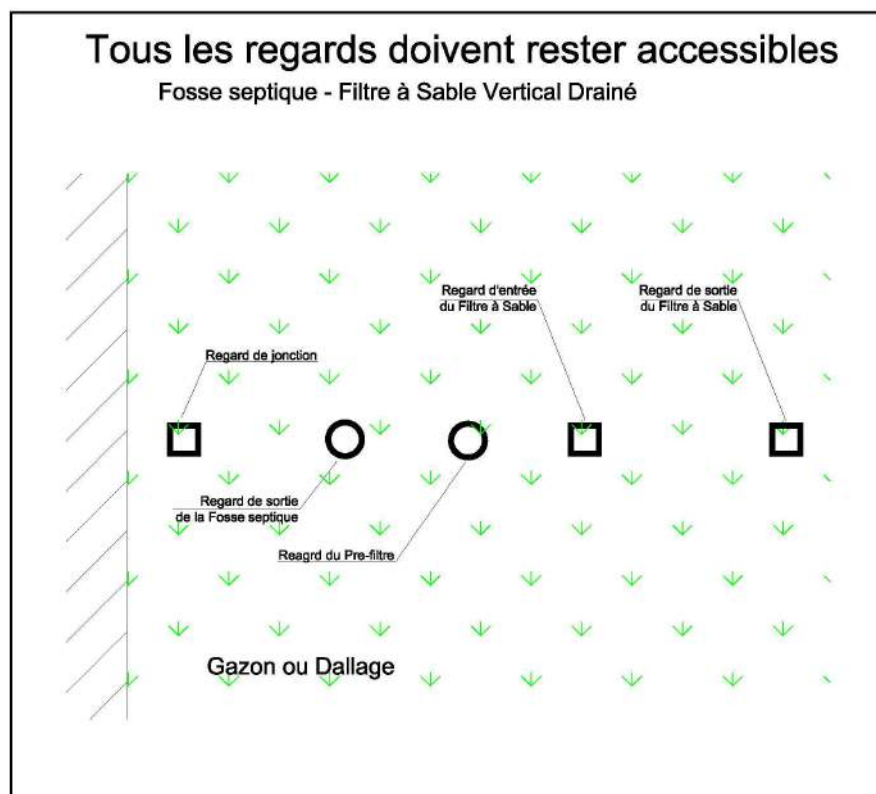 Tous les regards doivent rester accessibles
Fosse septique - Filtre à Sable Vertical Drainé
Regard d'entrée
du Filtre à Sable
Regard de sortie
du Filtre à Sable
Regard de jonction
Regard de sortie
de la Fosse septique
Reagrd du Pre-filtre
Gazon ou Dallage